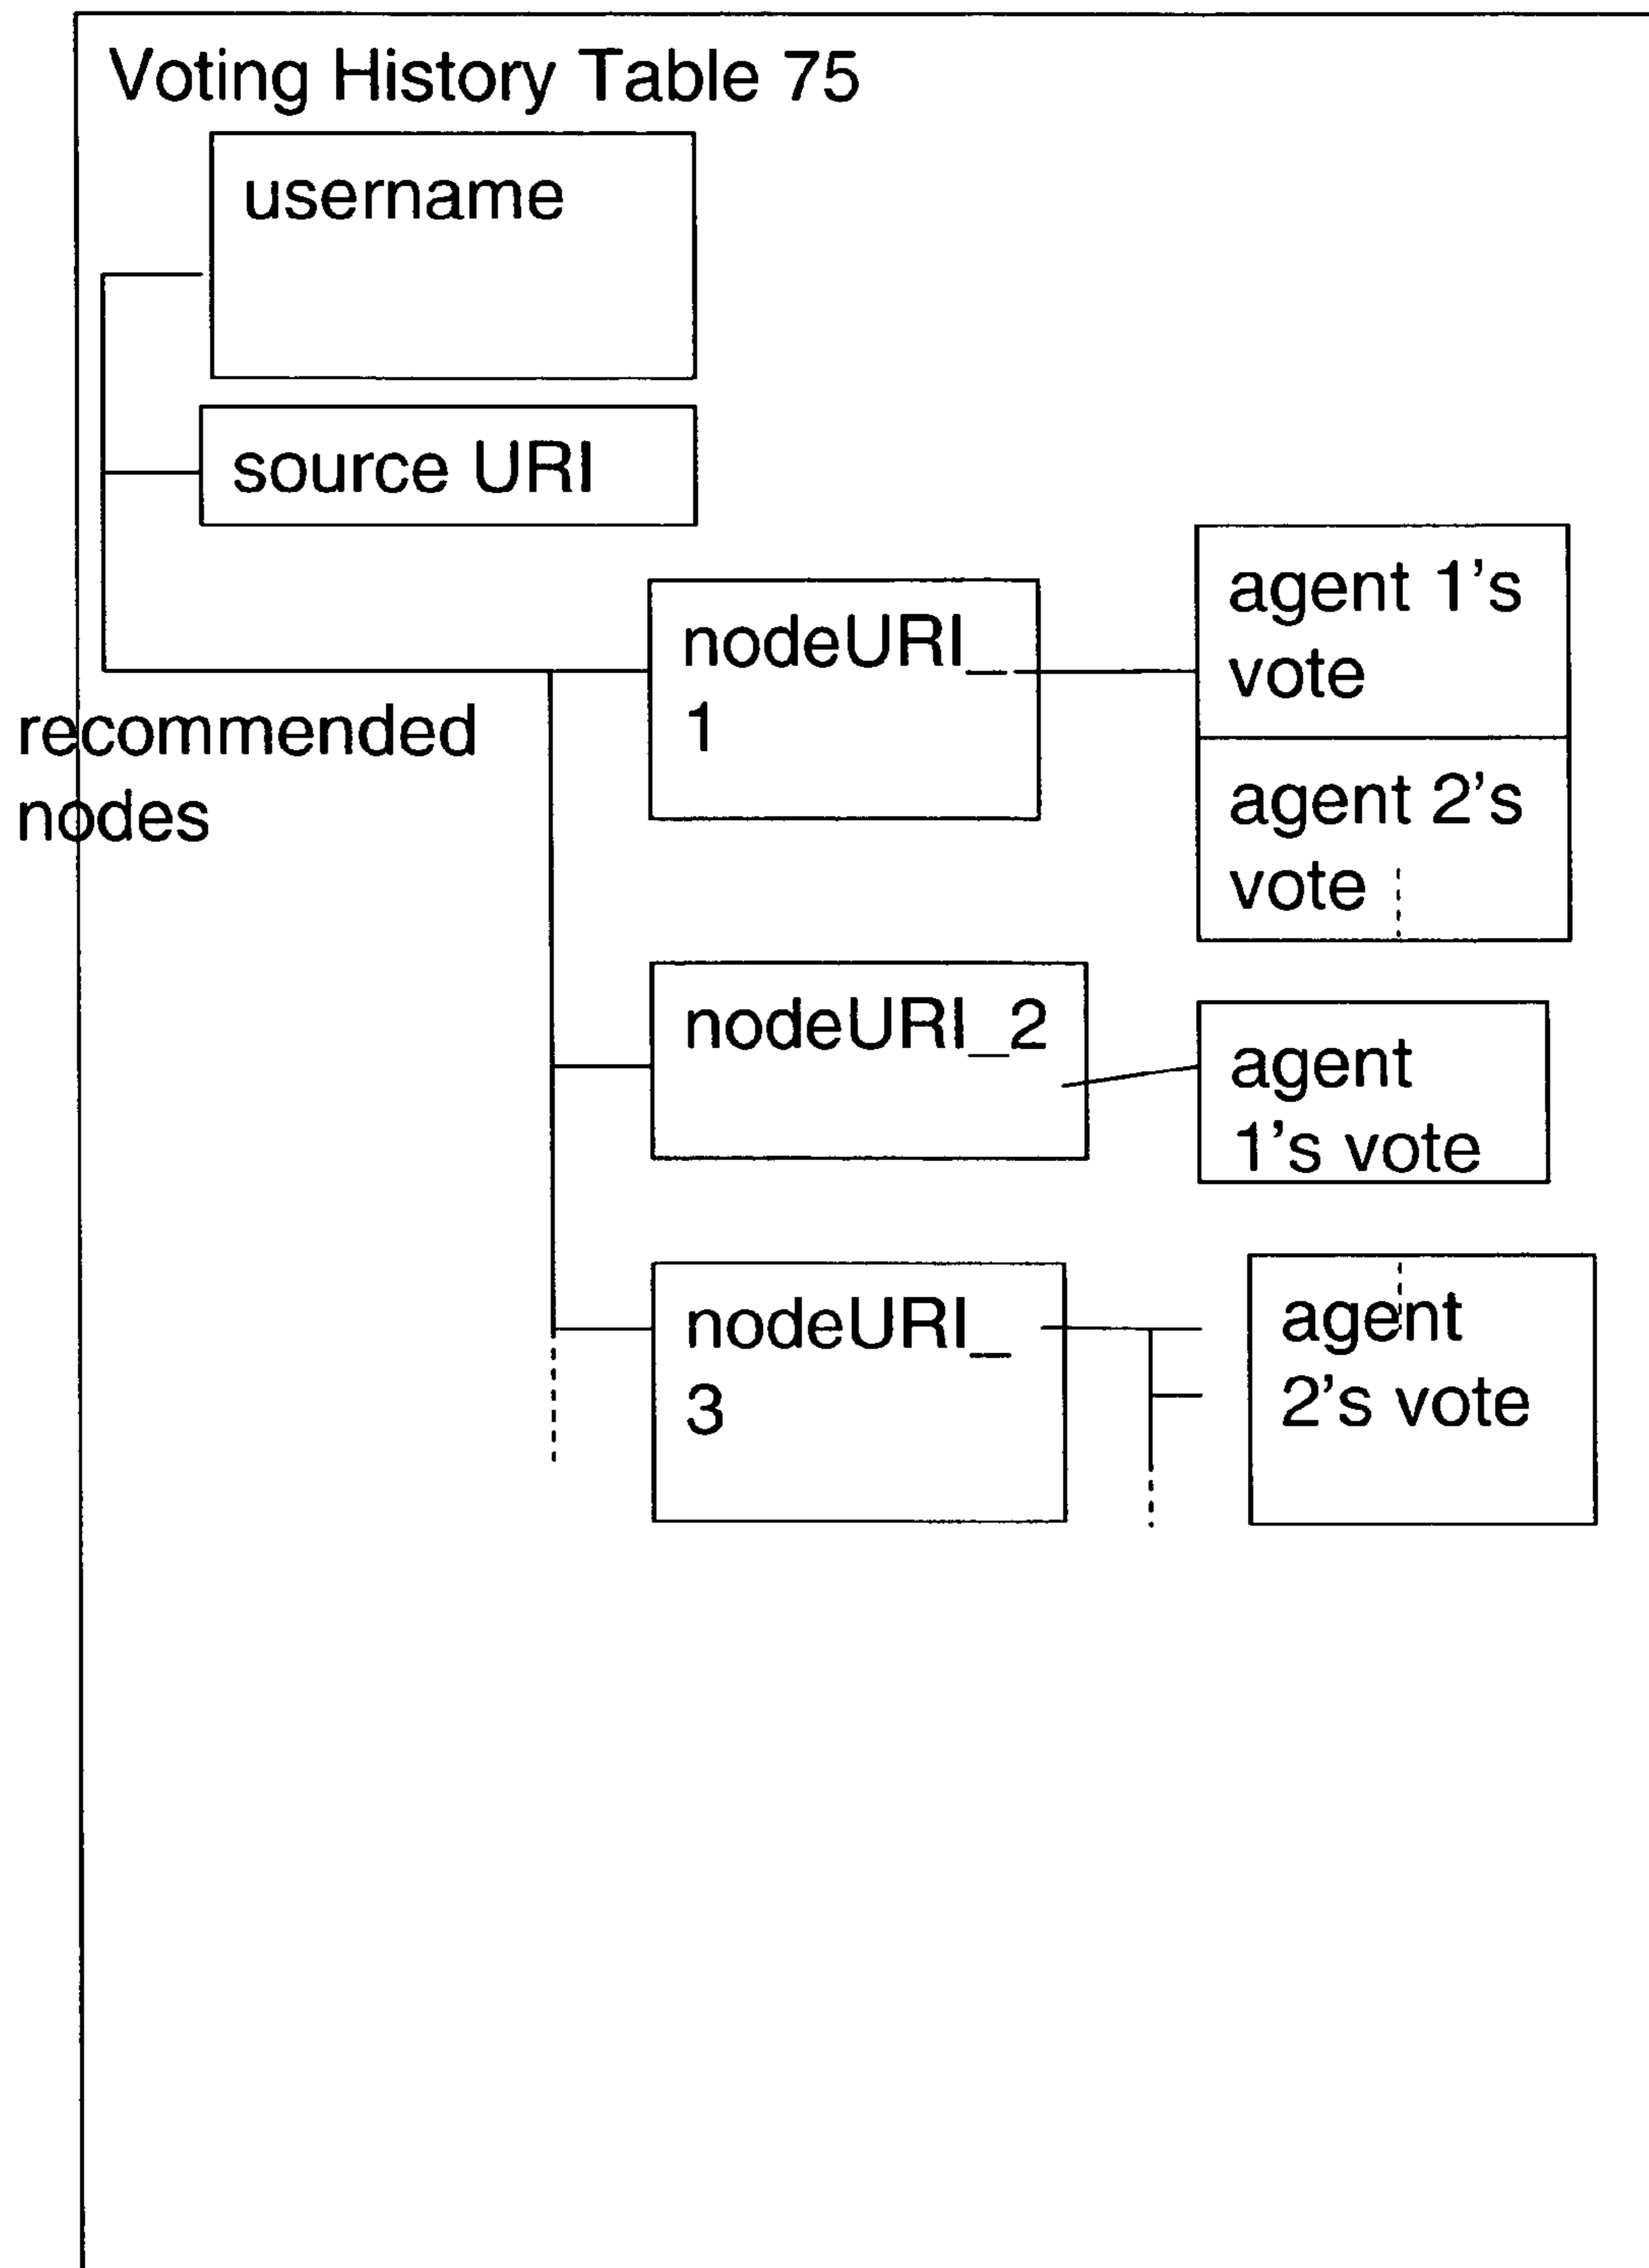 Voting History Table 75
username
source URI
nodeURI_
1
agent 1's
vote
agent 2's
vote
recommended
nodes
nodeURI_2
agent
1's vote
nodeURI_
3
agent
2's vote